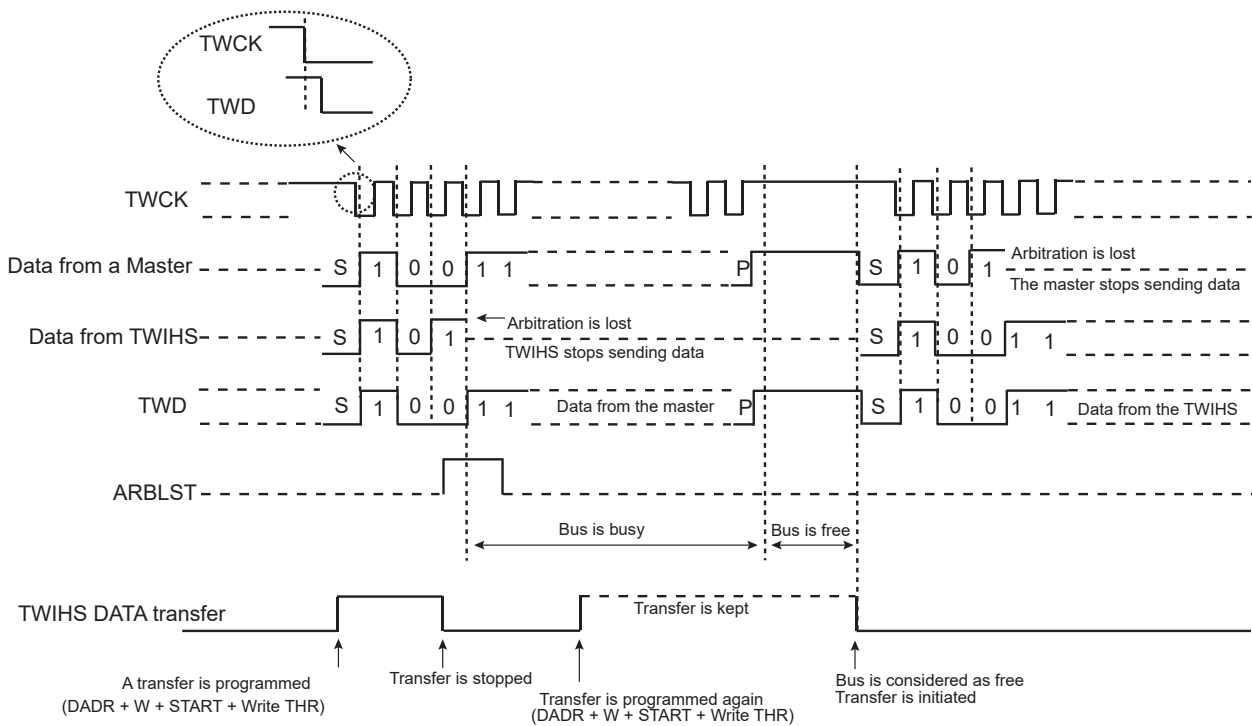 TWCK
TWD
TWCK
Data from a Master S 1 0 0 1 1 P S 1 0 1 Arbitration is lost
The master stops sending data
Data from TWIHS S 1 0 1 Arbitration is lost
TWIHS stops sending data S 1 0 0 1 1
TWD S 1 0 0 1 1 Data from the master P S 1 0 0 1 1 Data from the TWIHS
ARBLST
Bus is busy Bus is free
TWIHS DATA transfer Transfer is kept
A transfer is programmed
(DADR + W + START + Write THR)
Transfer is stopped
Transfer is programmed again
(DADR + W + START + Write THR)
Bus is considered as free
Transfer is initiated